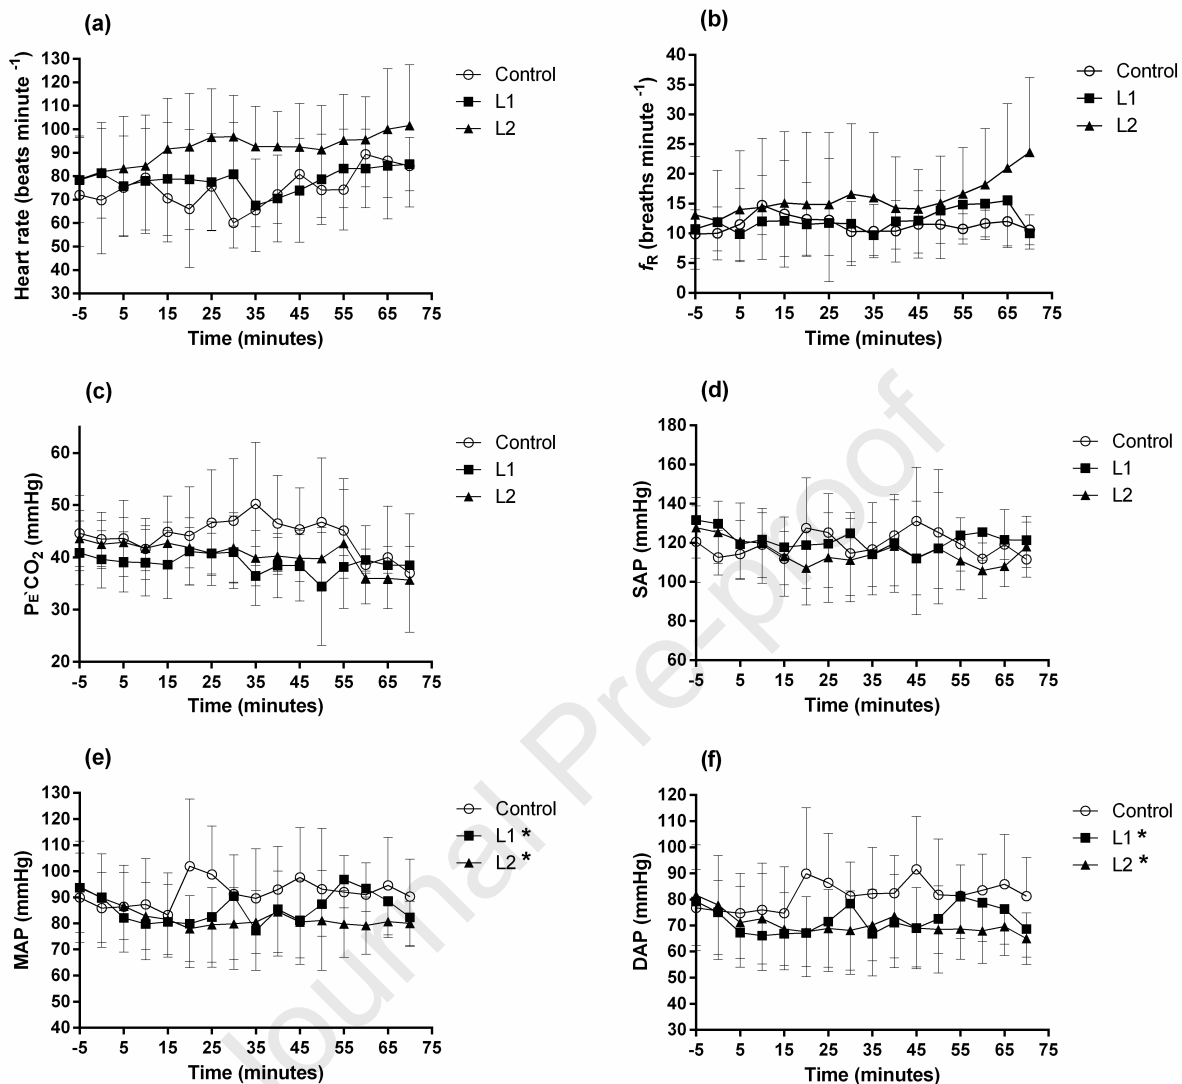 (a)
Heart rate (beats minute -1)
130
120
110
100
90
80
70
60
50
40
30
-5 5 15 25 35 45 55 65 75
Time (minutes)
Control
L1
L2
(b)
fR (breaths minute -1)
40
35
30
25
20
15
10
5
0
-5 5 15 25 35 45 55 65 75
Time (minutes)
Control
L1
L2
(c)
PE`CO2 (mmHg)
60
50
40
30
20
-5 5 15 25 35 45 55 65 75
Time (minutes)
Control
L1
L2
(d)
SAP (mmHg)
180
160
140
120
100
80
60
-5 5 15 25 35 45 55 65 75
Time (minutes)
Control
L1
L2
(e)
MAP (mmHg)
130
120
110
100
90
80
70
60
50
40
-5 5 15 25 35 45 55 65 75
Time (minutes)
Control
L1 *
L2 *
(f)
DAP (mmHg)
120
110
100
90
80
70
60
50
40
30
-5 5 15 25 35 45 55 65 75
Time (minutes)
Control
L1 *
L2 *
Journal Pre-proof